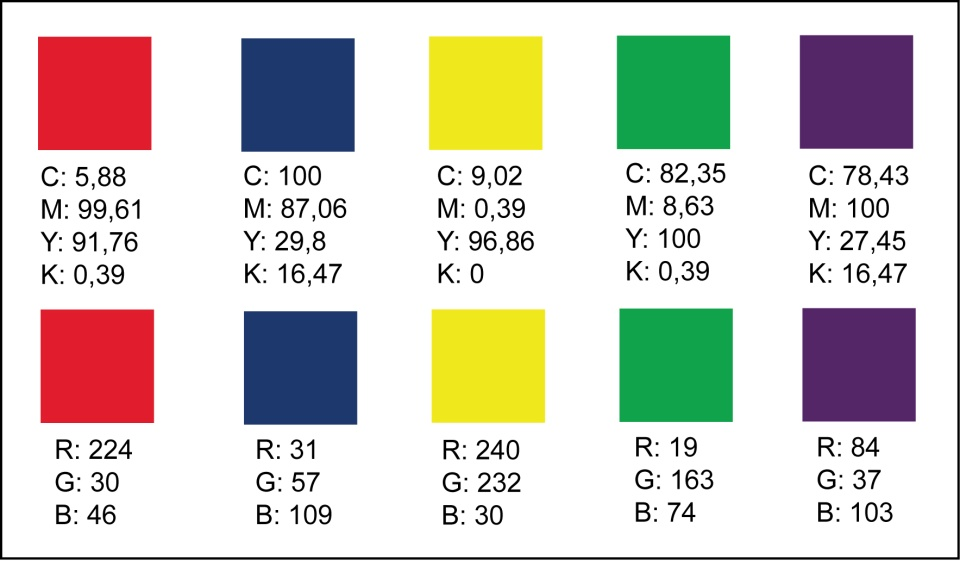 C: 5,88
M: 99,61
Y: 91,76
K: 0,39
C: 100
M: 87,06
Y: 29,8
K: 16,47
C: 9,02
M: 0,39
Y: 96,86
K: 0
C: 82,35
M: 8,63
Y: 100
K: 0,39
C: 78,43
M: 100
Y: 27,45
K: 16,47
R: 224
G: 30
B: 46
R: 31
G: 57
B: 109
R: 240
G: 232
B: 30
R: 19
G: 163
B: 74
R: 84
G: 37
B: 103